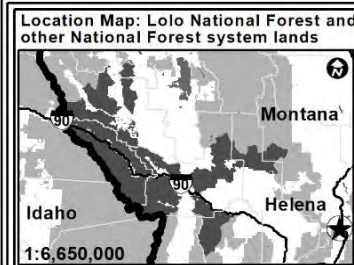 Location Map: Lolo National Forest and
other National Forest system lands
Montana
90
90
Idaho
Helena
1:6,650,000